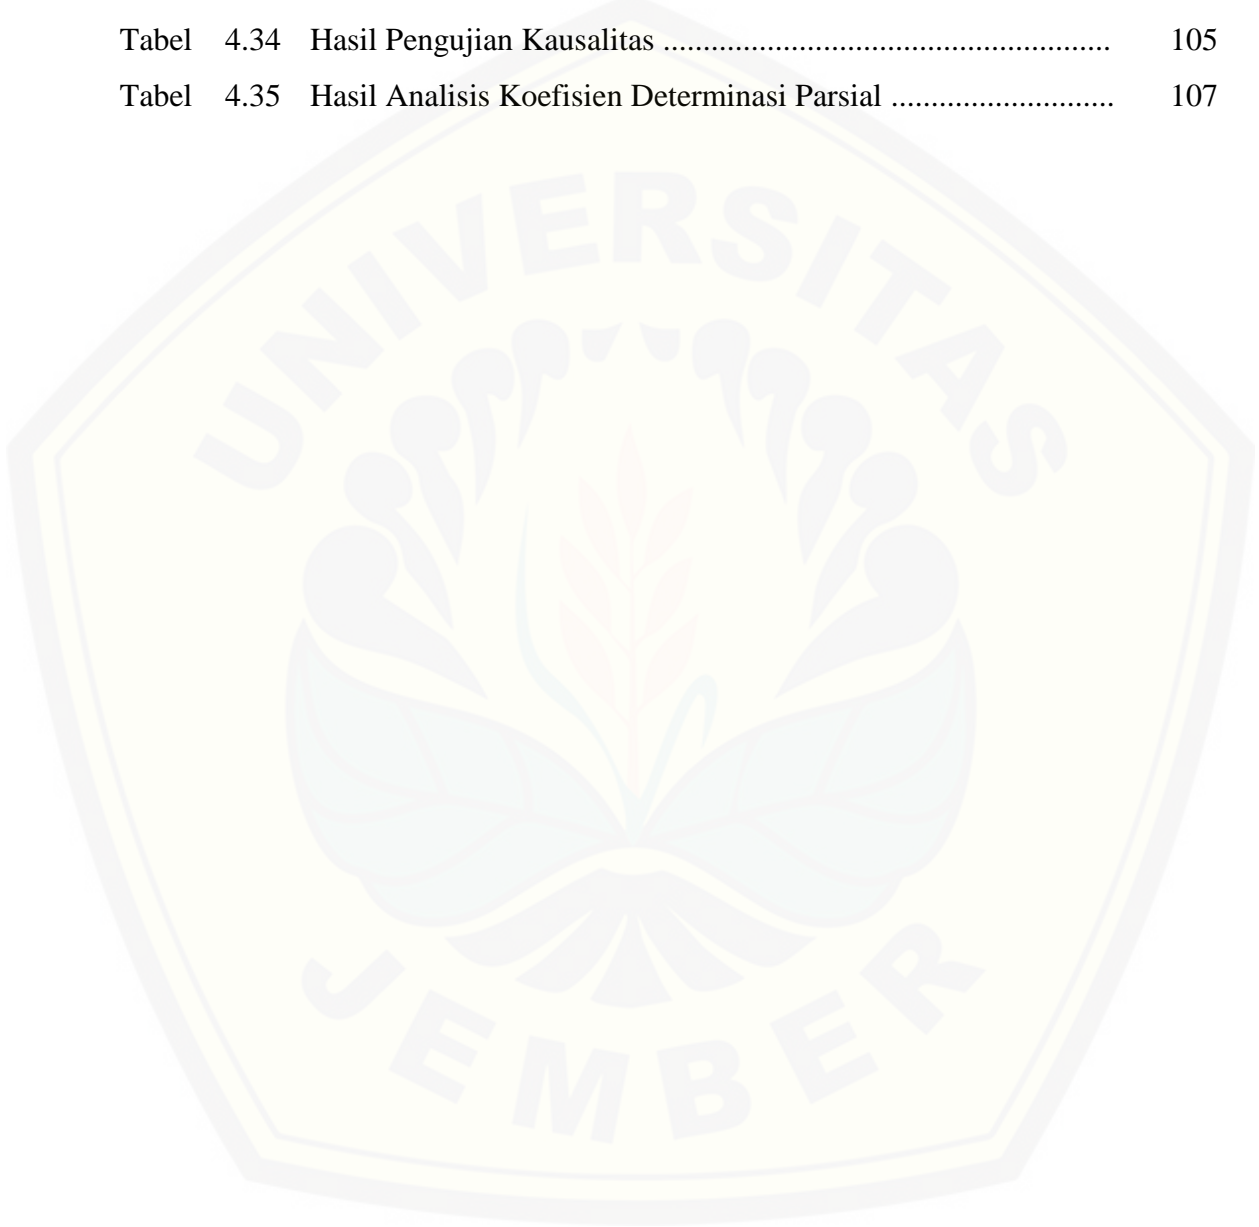 Tabel 4.34 Hasil Pengujian Kausalitas ........................................................ 105
Tabel 4.35 Hasil Analisis Koefisien Determinasi Parsial ............................ 107
UNIVERSITAS
JEMBER